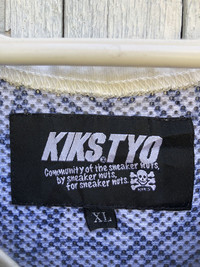 KIKS TYO
Community of the sneaker nuts,
by sneaker nuts,
for sneaker nuts.
XL